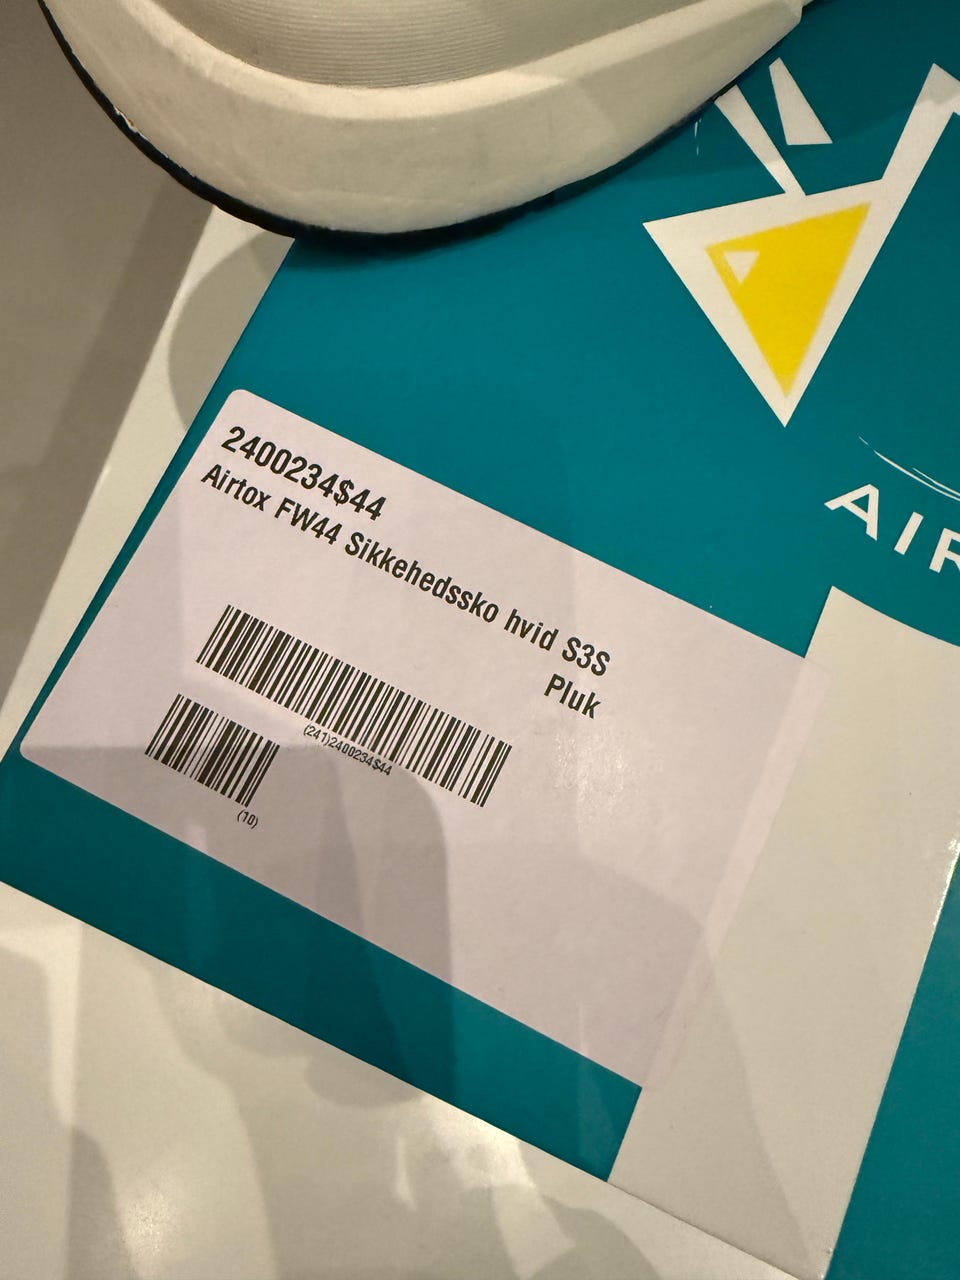 2400234$44
Airtox FW44 Sikkehedssko hvid S3S
Pluk
(241)2400234$44
(10)
AIR